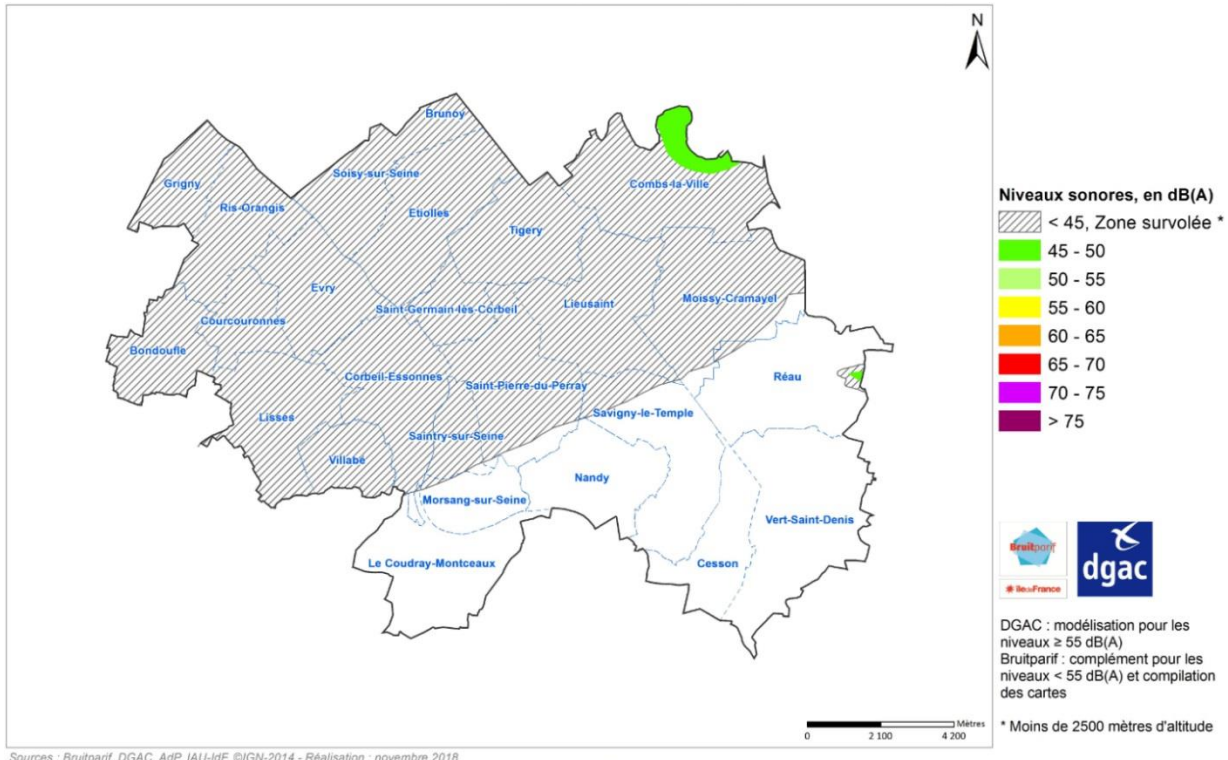 N
Brunoy
Grigny
Soisy-sur-Seine
Combs-la-Ville
Ris-Orangis
Etiolles
Tigery
Evry
Moissy-Cramayel
Saint-Germain-lès-Corbeil
Lieusaint
Courcouronnes
Bondoufle
Corbeil-Essonnes
Saint-Pierre-du-Perray
Réau
Savigny-le-Temple
Lisses
Saintry-sur-Seine
Villabé
Nandy
Morsang-sur-Seine
Vert-Saint-Denis
Le Coudray-Montceaux
Cesson
Mètres
0 2 100 4 200
Niveaux sonores, en dB(A)
< 45, Zone survolée *
45 - 50
50 - 55
55 - 60
60 - 65
65 - 70
70 - 75
> 75
Bruitparif
île de France
dgac
DGAC : modélisation pour les
niveaux ≥ 55 dB(A)
Bruitparif : complément pour les
niveaux < 55 dB(A) et compilation
des cartes
* Moins de 2500 mètres d'altitude
Sources : Bruitparif, DGAC, AdP, IAU-IdF, ©IGN-2014 - Réalisation : novembre 2018